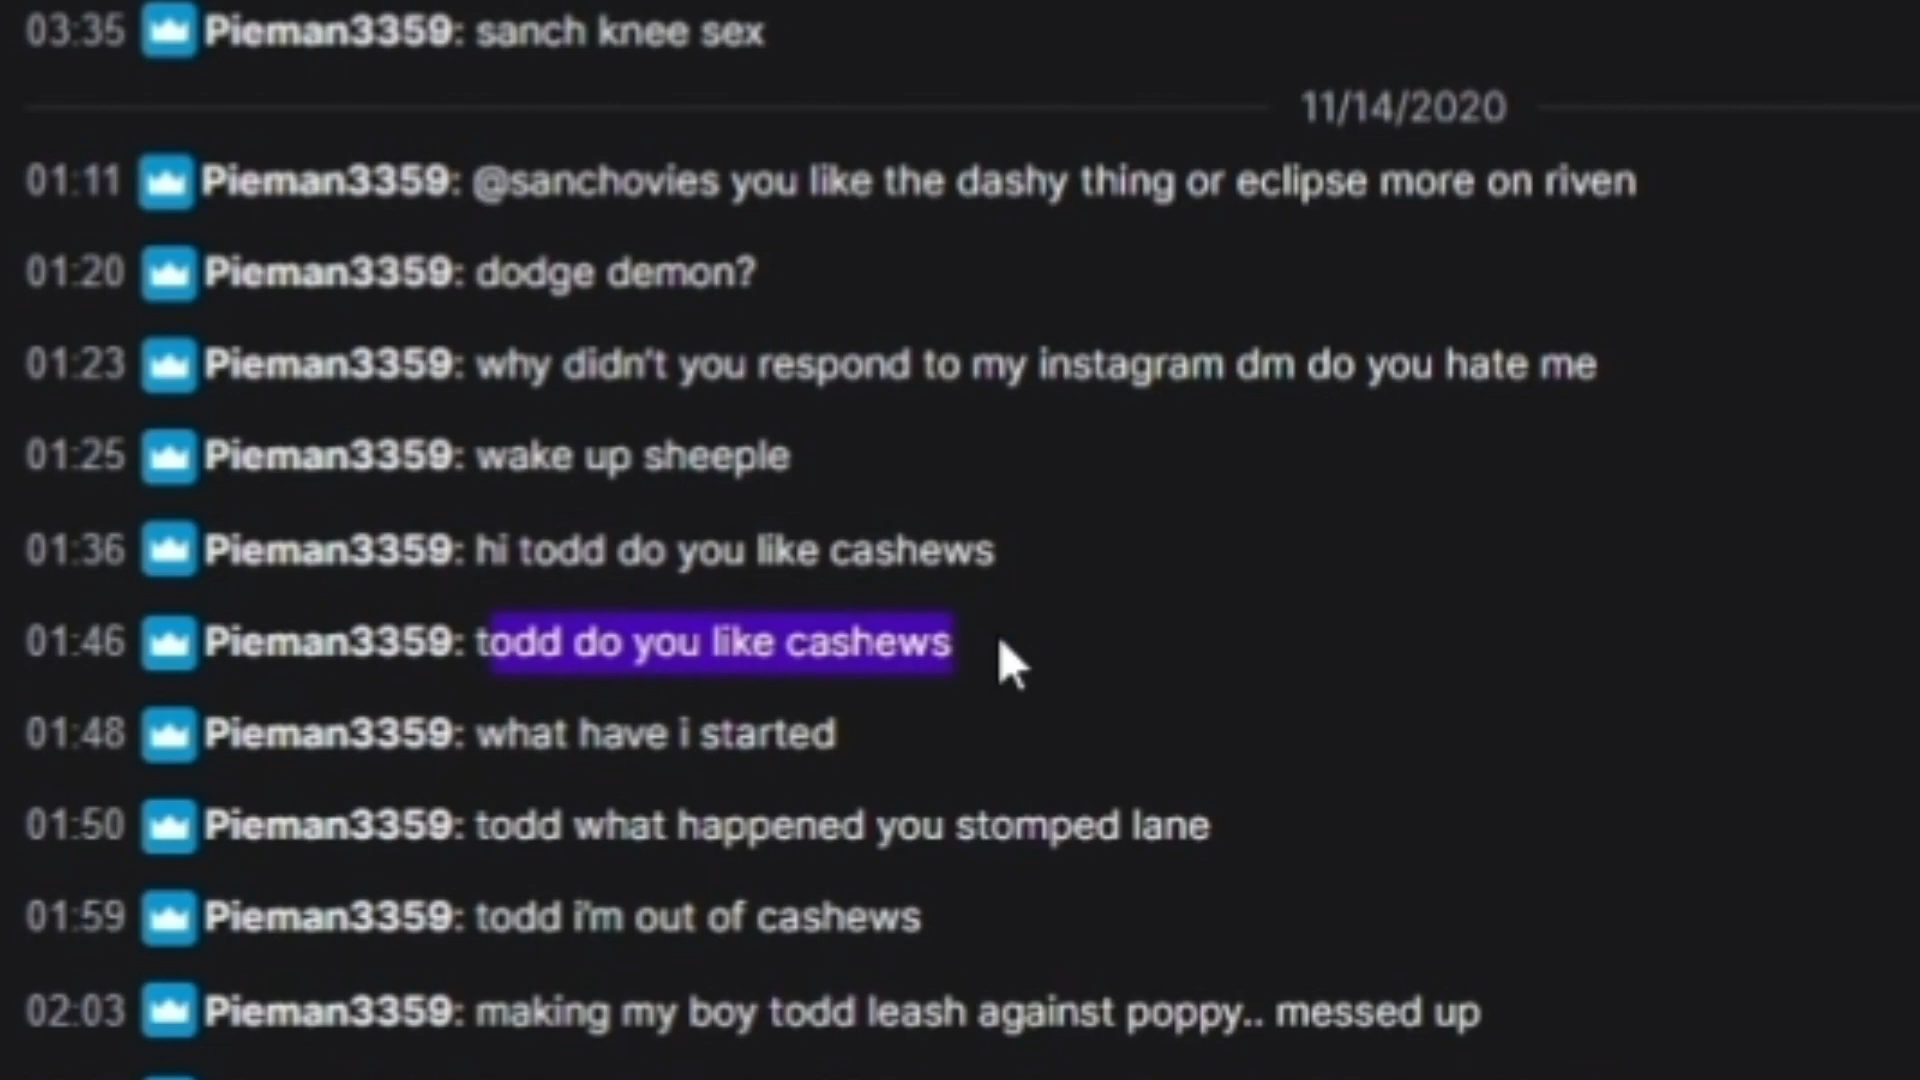 03:35 Pieman3359: sanch knee sex
11/14/2020
01:11 Pieman3359: @sanchovies you like the dashy thing or eclipse more on riven
01:20 Pieman3359: dodge demon?
01:23 Pieman3359: why didn't you respond to my instagram dm do you hate me
01:25 Pieman3359: wake up sheeple
01:36 Pieman3359: hi todd do you like cashews
01:46 Pieman3359: todd do you like cashews
01:48 Pieman3359: what have i started
01:50 Pieman3359: todd what happened you stomped lane
01:59 Pieman3359: todd i'm out of cashews
02:03 Pieman3359: making my boy todd leash against poppy.. messed up